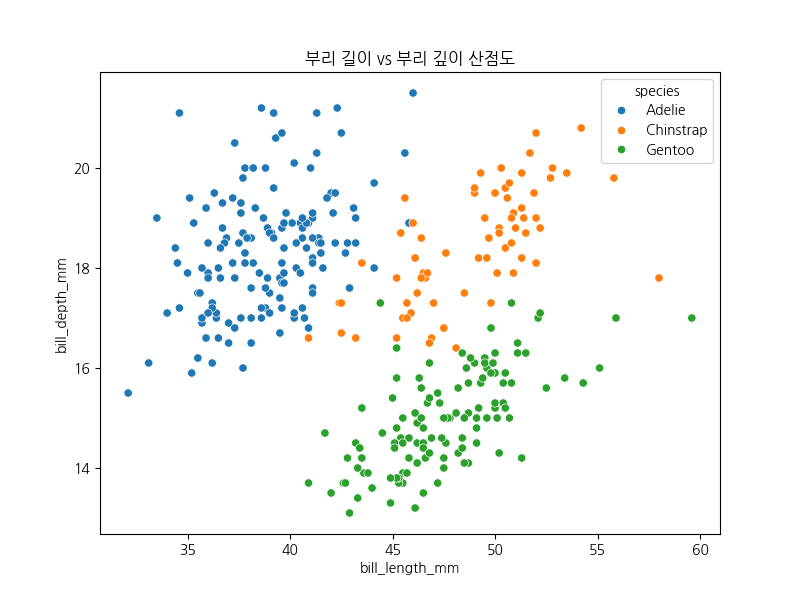 부리 길이 vs 부리 깊이 산점도
species
Adelie
Chinstrap
Gentoo
bill_depth_mm
20
18
16
14
35
40
45
50
55
60
bill_length_mm